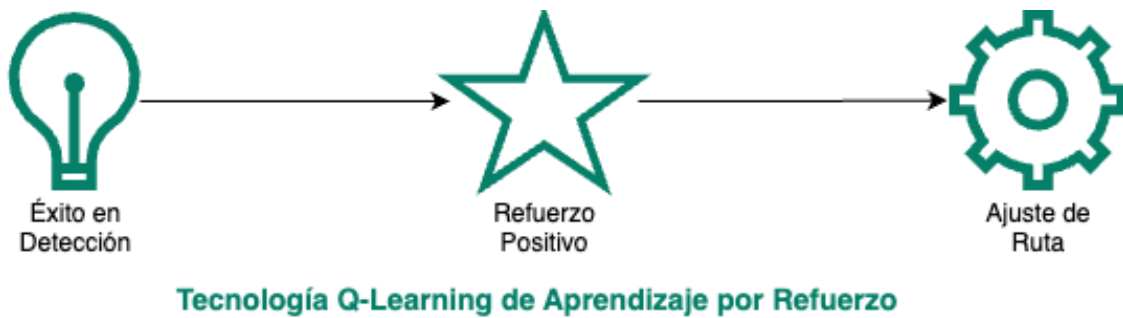 Éxito en
Detección
Refuerzo
Positivo
Ajuste de
Ruta
Tecnología Q-Learning de Aprendizaje por Refuerzo